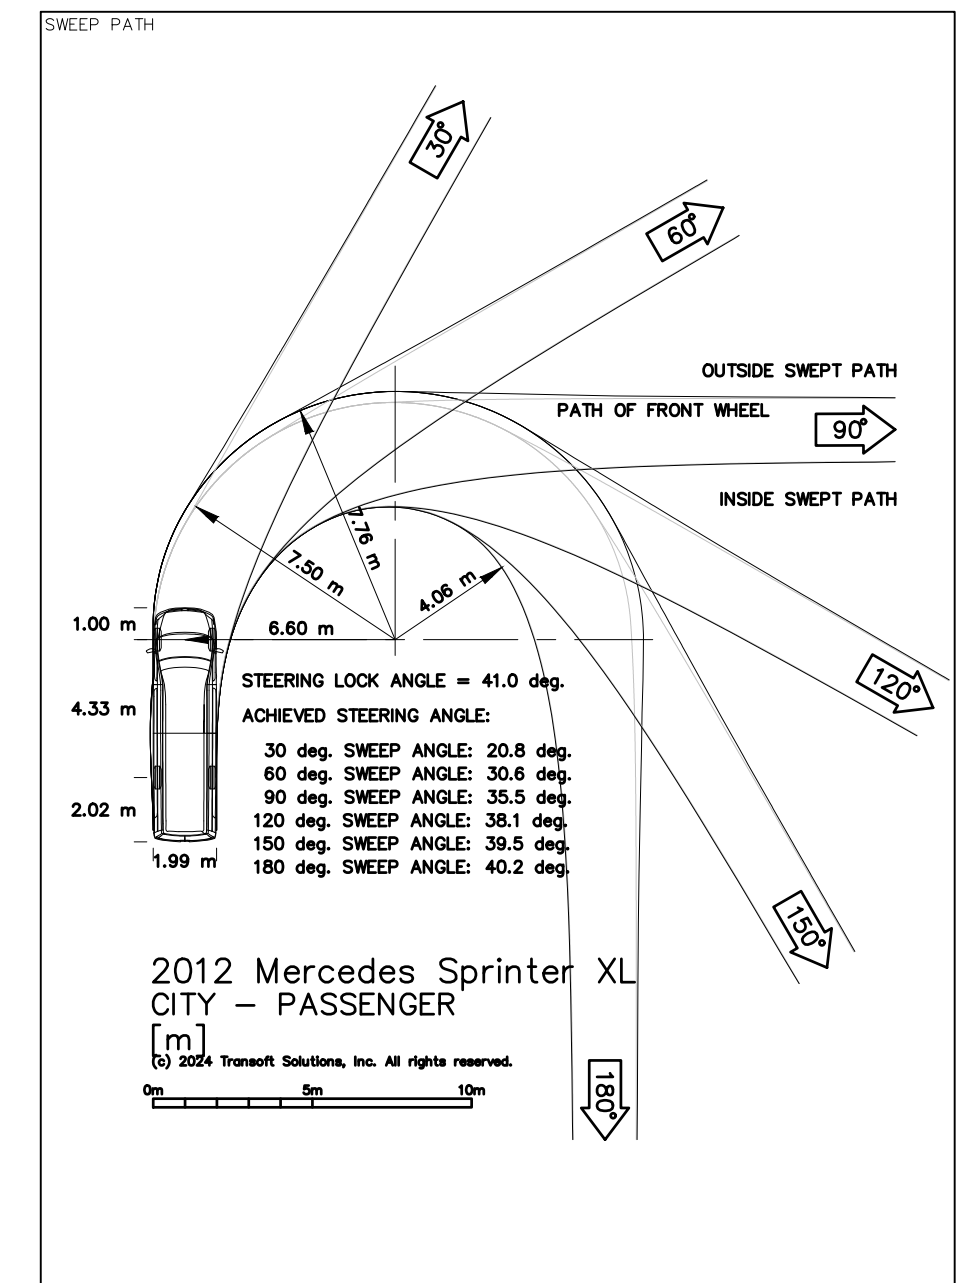 SWEEP PATH
30°
60°
OUTSIDE SWEPT PATH
PATH OF FRONT WHEEL
90°
INSIDE SWEPT PATH
7.76 m
7.50 m
4.06 m
1.00 m
6.60 m
STEERING LOCK ANGLE = 41.0 deg.
120°
4.33 m
ACHIEVED STEERING ANGLE:
30 deg. SWEEP ANGLE: 20.8 deg.
60 deg. SWEEP ANGLE: 30.6 deg.
90 deg. SWEEP ANGLE: 35.5 deg.
2.02 m
120 deg. SWEEP ANGLE: 38.1 deg.
150 deg. SWEEP ANGLE: 39.5 deg.
1.99 m
180 deg. SWEEP ANGLE: 40.2 deg.
150°
2012 Mercedes Sprinter XL
CITY – PASSENGER
[m]
(c) 2024 Transoft Solutions, Inc. All rights reserved.
0m 5m 10m
180°